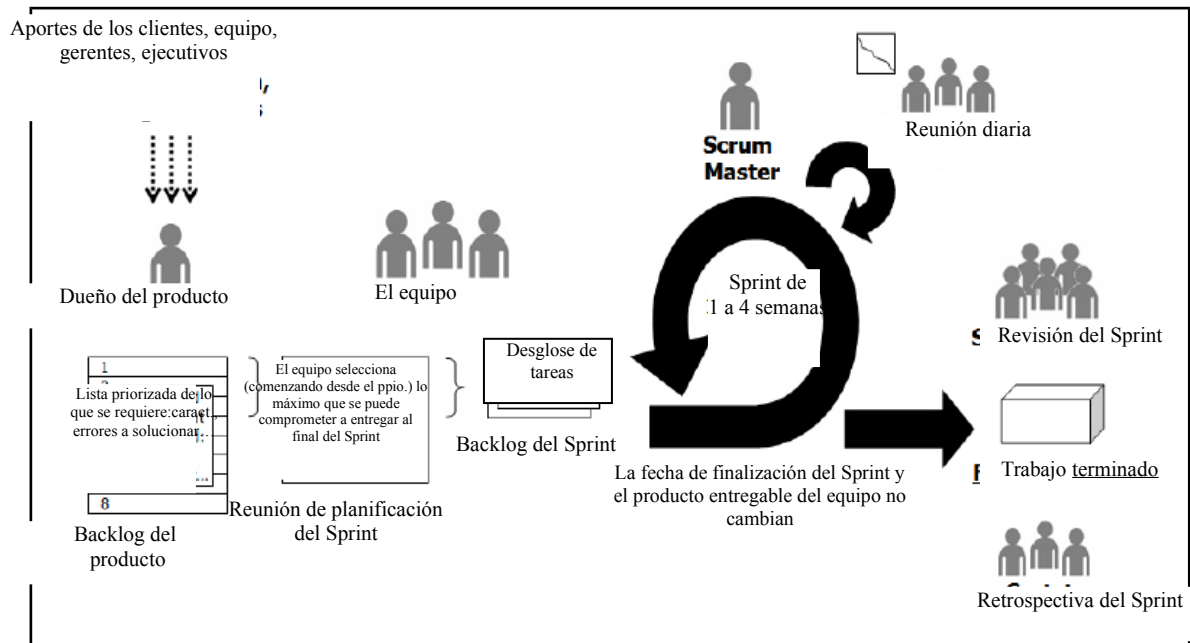 Aportes de los clientes, equipo,
gerentes, ejecutivos
Scrum
Master
Reunión diaria
Dueño del producto
El equipo
Sprint de
1 a 4 semanas
Revisión del Sprint
1
Lista priorizada de lo
que se requiere:caract.,
errores a solucionar
8
Backlog del
producto
El equipo selecciona
(comenzando desde el ppio.) lo
máximo que se puede
comprometer a entregar al
final del Sprint
Reunión de planificación
del Sprint
Desglose de
tareas
Backlog del Sprint
La fecha de finalización del Sprint y
el producto entregable del equipo no
cambian
Trabajo terminado
Retrospectiva del Sprint